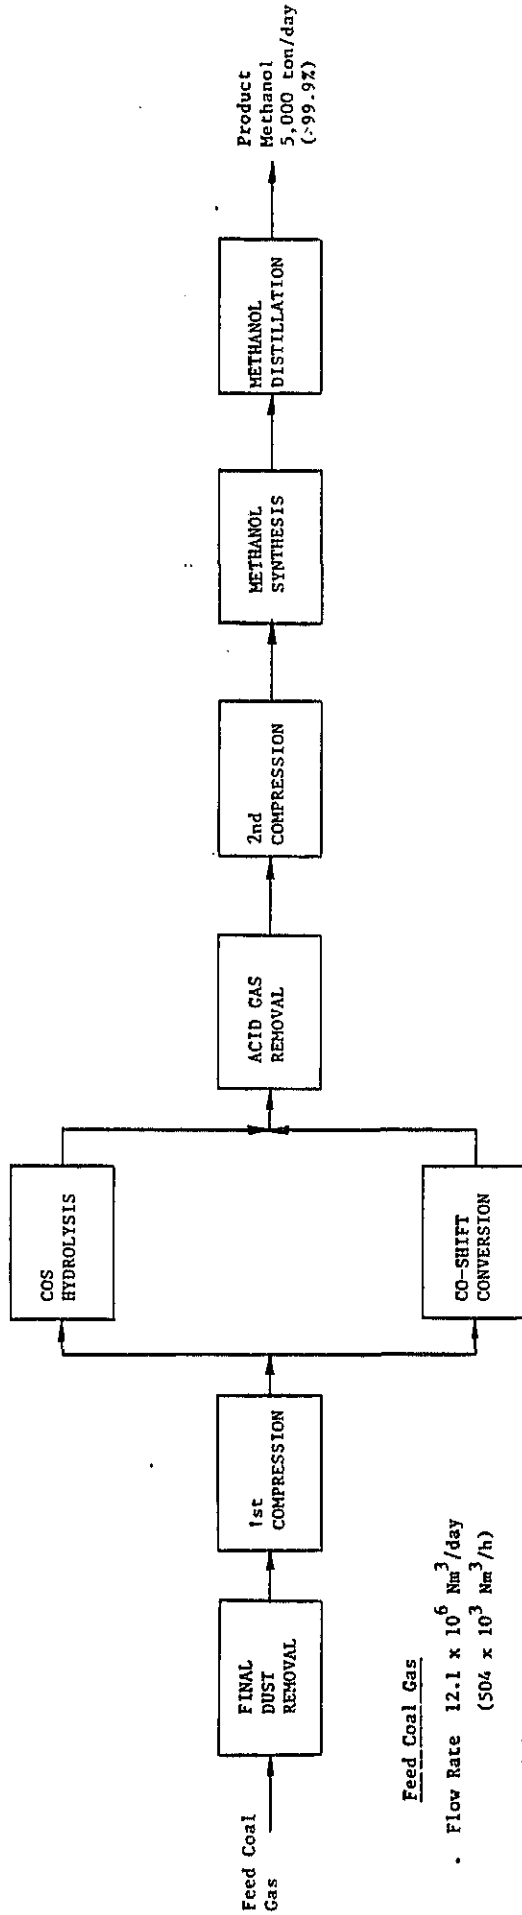 Feed Coal
Gas
FINAL
DUST
REMOVAL
1st
COMPRESSION
COS
HYDROLYSIS
CO-SHIFT
CONVERSION
ACID GAS
REMOVAL
2nd
COMPRESSION
METHANOL
SYNTHESIS
METHANOL
DISTILLATION
Product
Methanol
5,000 ton/day
(>99.9%)
Feed Coal Gas
• Flow Rate 12.1 x 10⁶ Nm³/day
(504 x 10³ Nm³/h)